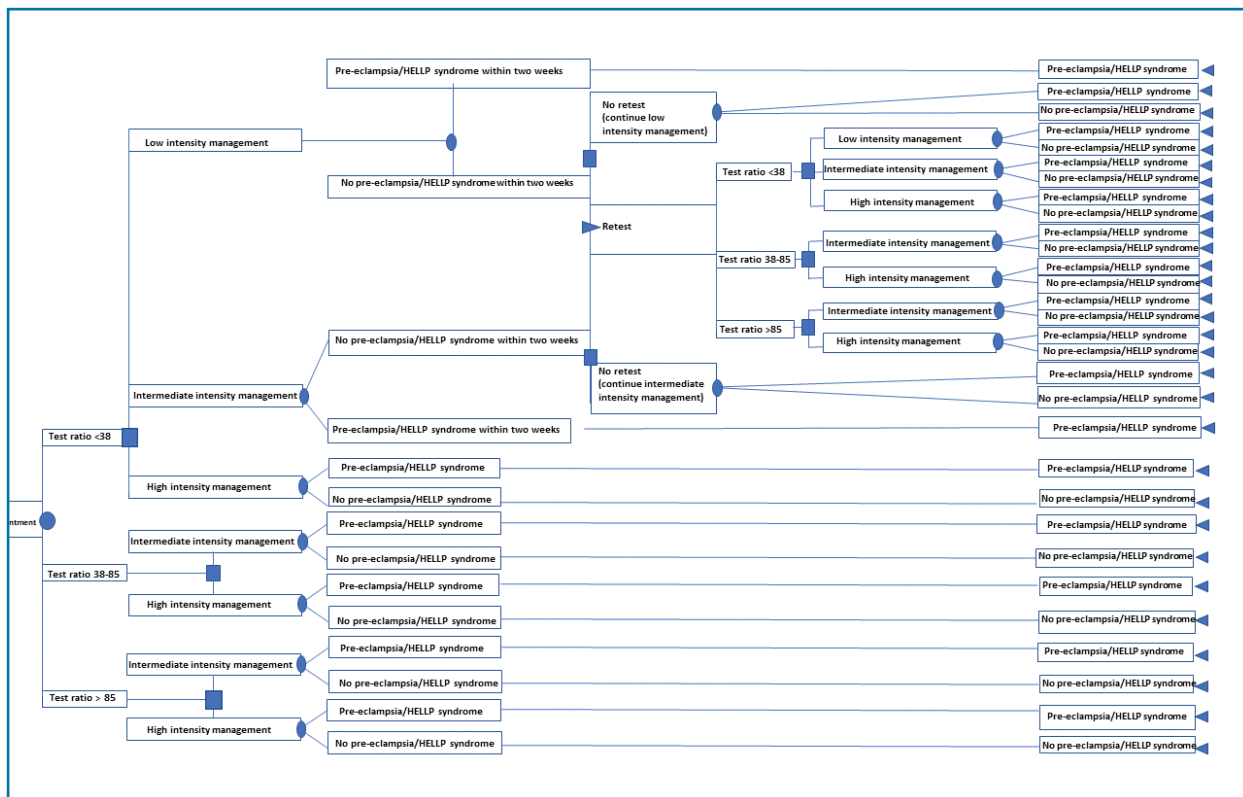 Pre-eclampsia/HELLP syndrome within two weeks
Pre-eclampsia/HELLP syndrome
No retest
(continue low
intensity management)
Pre-eclampsia/HELLP syndrome
No pre-eclampsia/HELLP syndrome
Low intensity management
Low intensity management
Pre-eclampsia/HELLP syndrome
No pre-eclampsia/HELLP syndrome
No pre-eclampsia/HELLP syndrome within two weeks
Test ratio <38
Intermediate intensity management
Pre-eclampsia/HELLP syndrome
No pre-eclampsia/HELLP syndrome
High intensity management
Pre-eclampsia/HELLP syndrome
No pre-eclampsia/HELLP syndrome
Retest
Test ratio 38-85
Intermediate intensity management
Pre-eclampsia/HELLP syndrome
No pre-eclampsia/HELLP syndrome
High intensity management
Pre-eclampsia/HELLP syndrome
No pre-eclampsia/HELLP syndrome
Test ratio >85
Intermediate intensity management
Pre-eclampsia/HELLP syndrome
No pre-eclampsia/HELLP syndrome
High intensity management
Pre-eclampsia/HELLP syndrome
No pre-eclampsia/HELLP syndrome
No pre-eclampsia/HELLP syndrome within two weeks
No retest
(continue intermediate
intensity management)
Pre-eclampsia/HELLP syndrome
No pre-eclampsia/HELLP syndrome
Intermediate intensity management
Pre-eclampsia/HELLP syndrome within two weeks
Pre-eclampsia/HELLP syndrome
Test ratio <38
High intensity management
Pre-eclampsia/HELLP syndrome
Pre-eclampsia/HELLP syndrome
No pre-eclampsia/HELLP syndrome
No pre-eclampsia/HELLP syndrome
ntment
Intermediate intensity management
Pre-eclampsia/HELLP syndrome
Pre-eclampsia/HELLP syndrome
No pre-eclampsia/HELLP syndrome
No pre-eclampsia/HELLP syndrome
Test ratio 38-85
High intensity management
Pre-eclampsia/HELLP syndrome
Pre-eclampsia/HELLP syndrome
No pre-eclampsia/HELLP syndrome
No pre-eclampsia/HELLP syndrome
Intermediate intensity management
Pre-eclampsia/HELLP syndrome
Pre-eclampsia/HELLP syndrome
No pre-eclampsia/HELLP syndrome
No pre-eclampsia/HELLP syndrome
Test ratio > 85
High intensity management
Pre-eclampsia/HELLP syndrome
Pre-eclampsia/HELLP syndrome
No pre-eclampsia/HELLP syndrome
No pre-eclampsia/HELLP syndrome